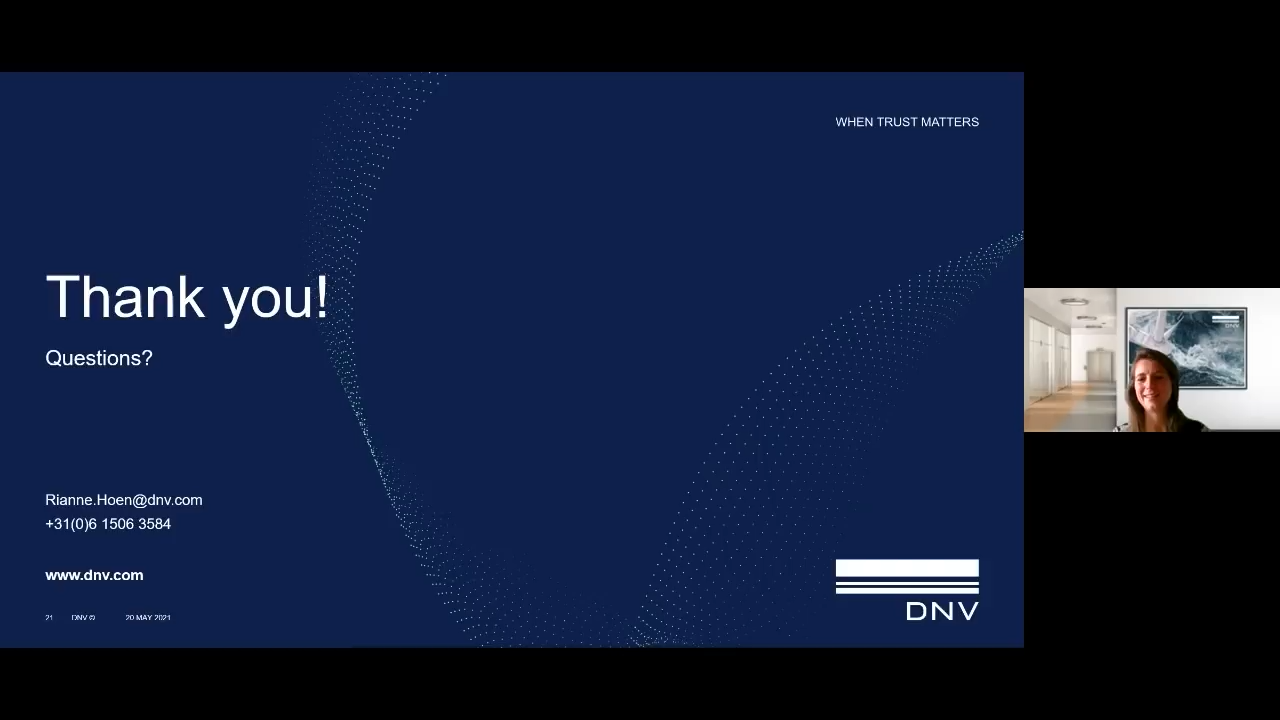 WHEN TRUST MATTERS
Thank you!
Questions?
Rianne.Hoen@dnv.com
+31(0)6 1506 3584
www.dnv.com
21 DNV © 20 MAY 2021
DNV
DNV